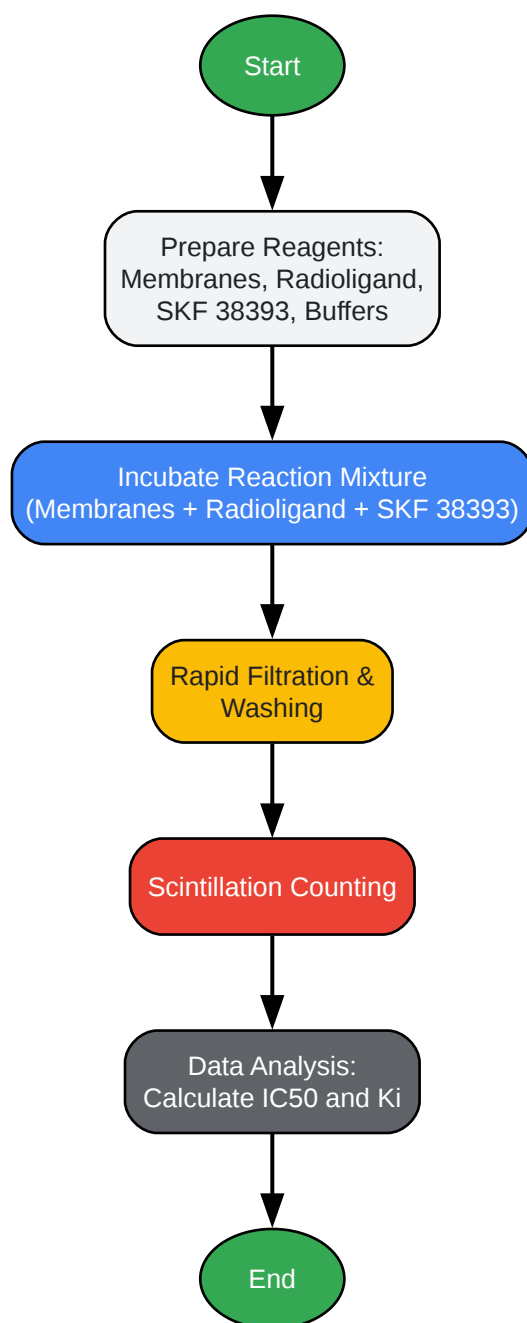 Start
Prepare Reagents:
Membranes, Radioligand,
SKF 38393, Buffers
Incubate Reaction Mixture
(Membranes + Radioligand + SKF 38393)
Rapid Filtration &
Washing
Scintillation Counting
Data Analysis:
Calculate IC50 and Ki
End